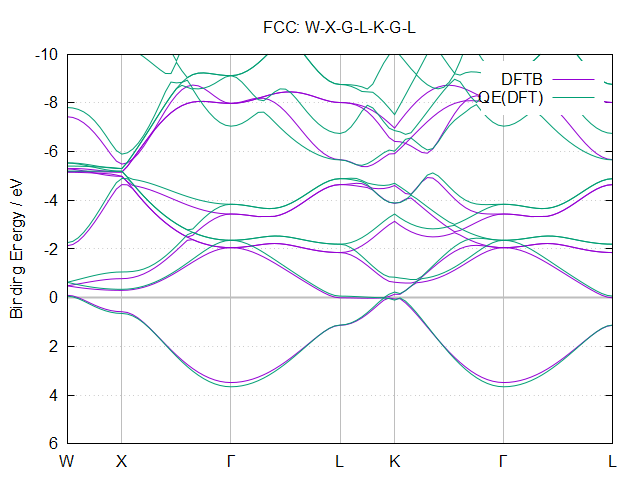 FCC: W-X-G-L-K-G-L
-10
-8
-6
-4
-2
0
2
4
6
Binding Energy / eV
DFTB
QE(DFT)
W X Γ L K Γ L